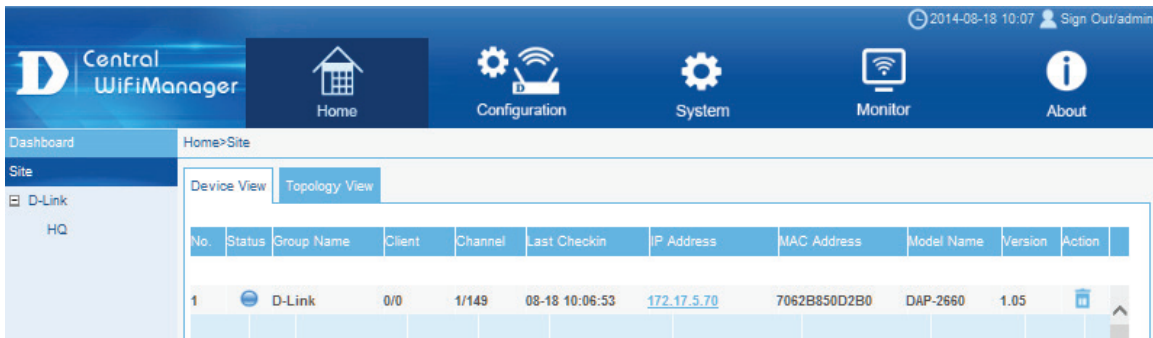 2014-08-18 10:07 Sign Out/admin
D Central WiFiManager
Home
Configuration
D
System
Monitor
About
Dashboard
Home>Site
Site
Device View Topology View
D-Link
HQ
No. Status Group Name Client Channel Last Checkin IP Address MAC Address Model Name Version Action
1 D-Link 0/0 1/149 08-18 10:06:53 172.17.5.70 7062B850D2B0 DAP-2660 1.05